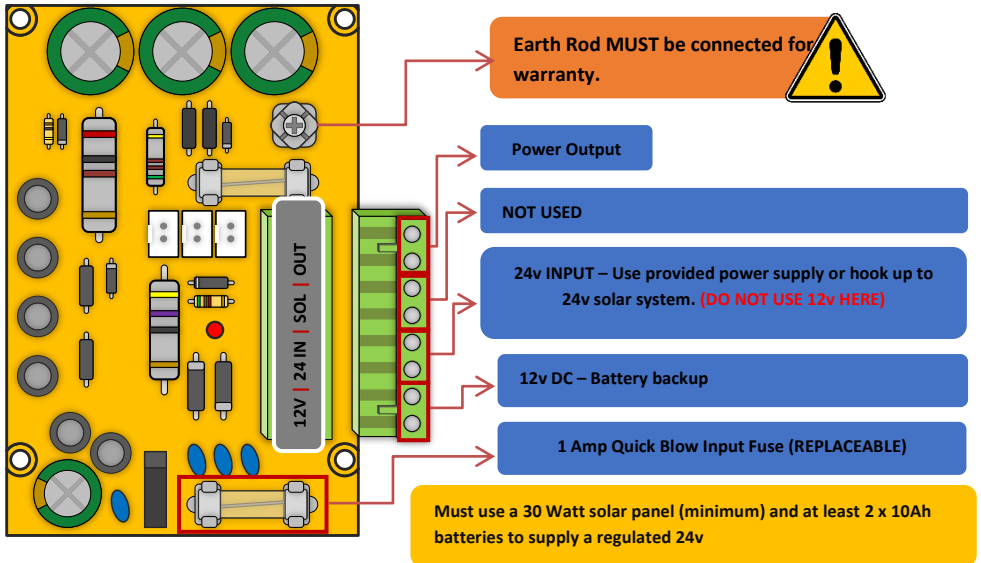 Earth Rod MUST be connected for
warranty.
Power Output
NOT USED
24v INPUT – Use provided power supply or hook up to
24v solar system. (DO NOT USE 12v HERE)
12V | 24 IN | SOL | OUT
12v DC – Battery backup
1 Amp Quick Blow Input Fuse (REPLACEABLE)
Must use a 30 Watt solar panel (minimum) and at least 2 x 10Ah
batteries to supply a regulated 24v